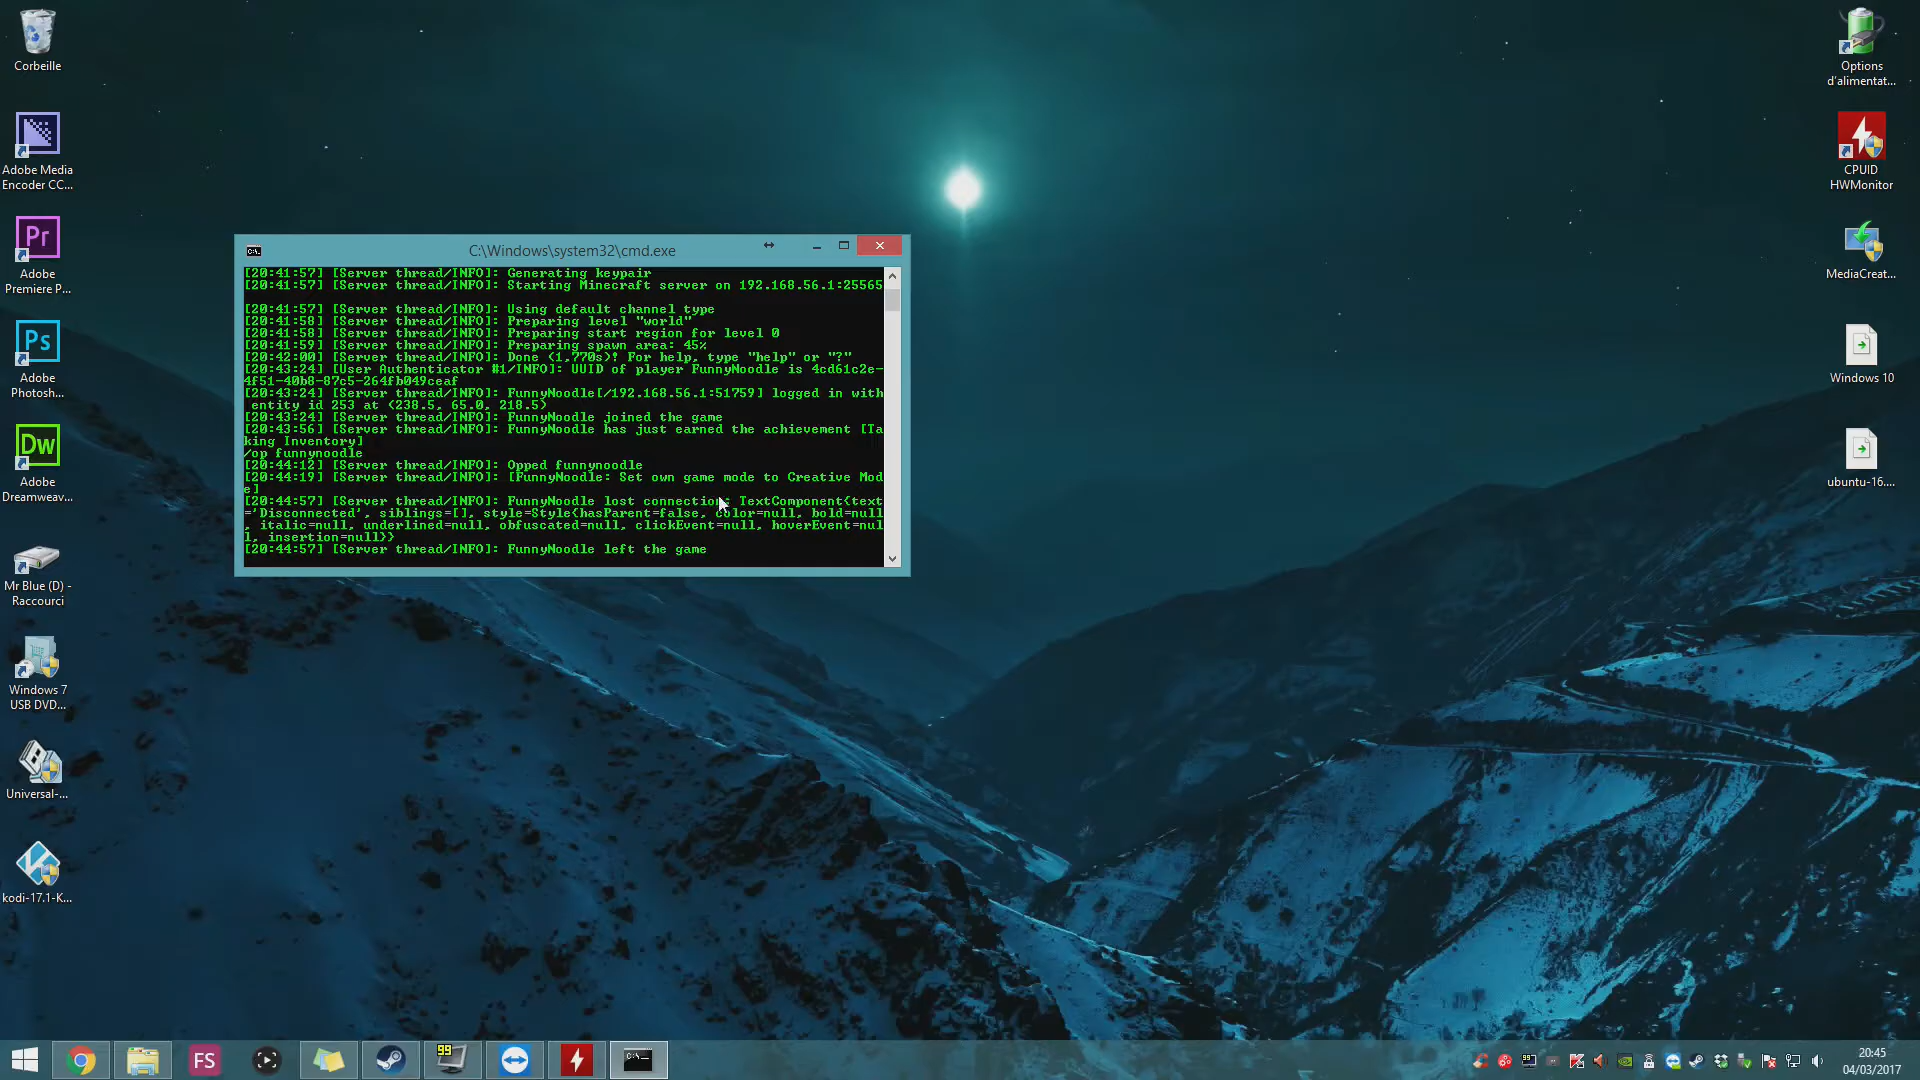 Corbeille
Adobe Media
Encoder CC...
Pr
Adobe
Premiere P...
Ps
Adobe
Photosh...
Dw
Adobe
Dreamweav...
Mr Blue (D) -
Raccourci
Windows 7
USB DVD...
Universal-...
kodi-17.1-K...
C:\Windows\system32\cmd.exe
[20:41:57] [Server thread/INFO]: Generating keypair
[20:41:57] [Server thread/INFO]: Starting Minecraft server on 192.168.56.1:25565
[20:41:57] [Server thread/INFO]: Using default channel type
[20:41:58] [Server thread/INFO]: Preparing level "world"
[20:41:58] [Server thread/INFO]: Preparing start region for level 0
[20:41:59] [Server thread/INFO]: Preparing spawn area: 45%
[20:42:00] [Server thread/INFO]: Done (1,770s)! For help, type "help" or "?"
[20:43:24] [User Authenticator #1/INFO]: UUID of player FunnyNoodle is 4cd61c2e-
4f51-40b8-87c5-264fb049ceaf
[20:43:24] [Server thread/INFO]: FunnyNoodle[/192.168.56.1:51759] logged in with
entity id 253 at (238.5, 65.0, 218.5)
[20:43:24] [Server thread/INFO]: FunnyNoodle joined the game
[20:43:56] [Server thread/INFO]: FunnyNoodle has just earned the achievement [Ta
king Inventory]
/op funnynoodle
[20:44:12] [Server thread/INFO]: Opped funnynoodle
[20:44:19] [Server thread/INFO]: [FunnyNoodle: Set own game mode to Creative Mod
e]
[20:44:57] [Server thread/INFO]: FunnyNoodle lost connection: TextComponent{text
='Disconnected', siblings=[], style=Style{hasParent=false, color=null, bold=null
, italic=null, underlined=null, obfuscated=null, clickEvent=null, hoverEvent=nul
l, insertion=null}}
[20:44:57] [Server thread/INFO]: FunnyNoodle left the game
Options
d'alimentat...
CPUID
HWMonitor
MediaCreat...
Windows 10
ubuntu-16....
FS
99
20:45
04/03/2017